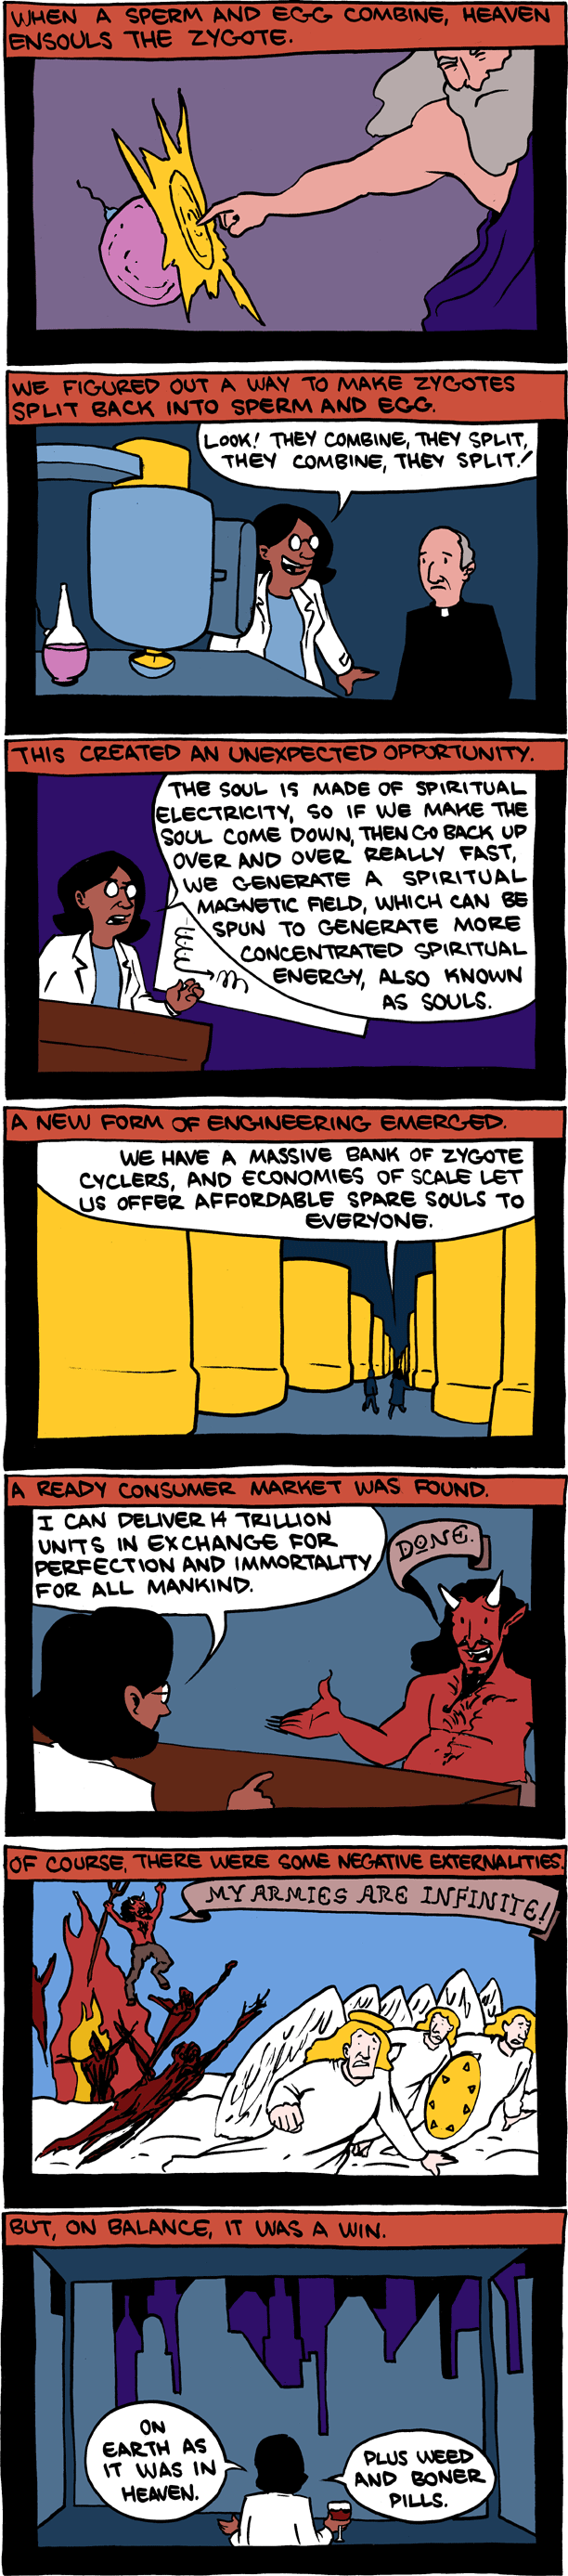 WHEN A SPERM AND EGG COMBINE, HEAVEN
ENSOULS THE ZYGOTE.
WE FIGURED OUT A WAY TO MAKE ZYGOTES
SPLIT BACK INTO SPERM AND EGG.
LOOK! THEY COMBINE, THEY SPLIT,
THEY COMBINE, THEY SPLIT!
THIS CREATED AN UNEXPECTED OPPORTUNITY.
THE SOUL IS MADE OF SPIRITUAL
ELECTRICITY, SO IF WE MAKE THE
SOUL COME DOWN, THEN GO BACK UP
OVER AND OVER REALLY FAST,
WE GENERATE A SPIRITUAL
MAGNETIC FIELD, WHICH CAN BE
SPUN TO GENERATE MORE
CONCENTRATED SPIRITUAL
ENERGY, ALSO KNOWN
AS SOULS.
A NEW FORM OF ENGINEERING EMERGED.
WE HAVE A MASSIVE BANK OF ZYGOTE
CYCLERS, AND ECONOMIES OF SCALE LET
US OFFER AFFORDABLE SPARE SOULS TO
EVERYONE.
A READY CONSUMER MARKET WAS FOUND.
I CAN DELIVER 14 TRILLION
UNITS IN EXCHANGE FOR
PERFECTION AND IMMORTALITY
FOR ALL MANKIND.
DONE.
OF COURSE, THERE WERE SOME NEGATIVE EXTERNALITIES.
MY ARMIES ARE INFINITE!
BUT, ON BALANCE, IT WAS A WIN.
ON
EARTH AS
IT WAS IN
HEAVEN.
PLUS WEED
AND BONER
PILLS.